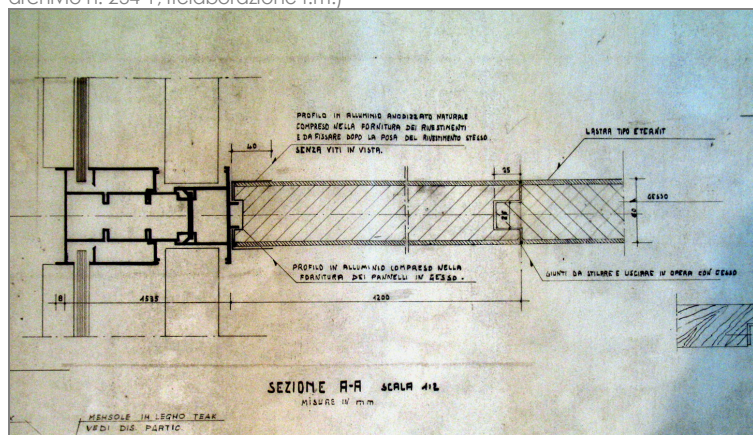 PROFILO IN ALLUMINIO ANODIZZATO NATURALE
COMPRESO NELLA FORNITURA DEI RIVESTIMENTI
E DA FISSARE DOPO LA POSA DEL RIVESTIMENTO STESSO.
SENZA VITI IN VISTA.
LASTRA TIPO ETERNIT
40
25
GESSO
25
60
PROFILO IN ALLUMINIO COMPRESO NELLA
FORNITURA DEI PANNELLI IN GESSO.
GIUNTI DA STILARE E LISCIARE IN OPERA CON GESSO
8
1535
1200
SEZIONE A-A SCALA 1:2
MISURE IN mm
MENSOLE IN LEGNO TEAK
VEDI DIS. PARTIC.